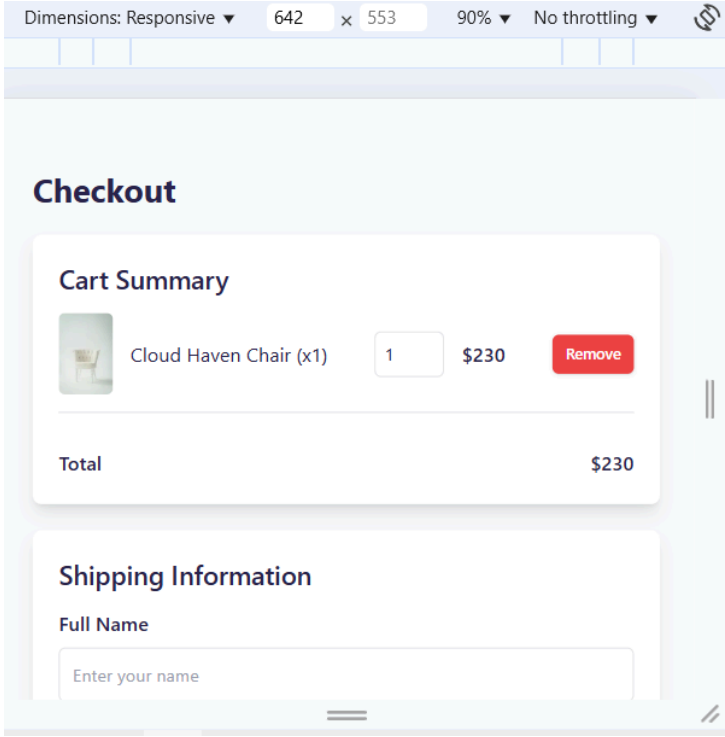 Dimensions: Responsive ▼ 642 × 553 90% ▼ No throttling ▼
Checkout
Cart Summary
Cloud Haven Chair (x1) 1 $230 Remove
Total $230
Shipping Information
Full Name
Enter your name